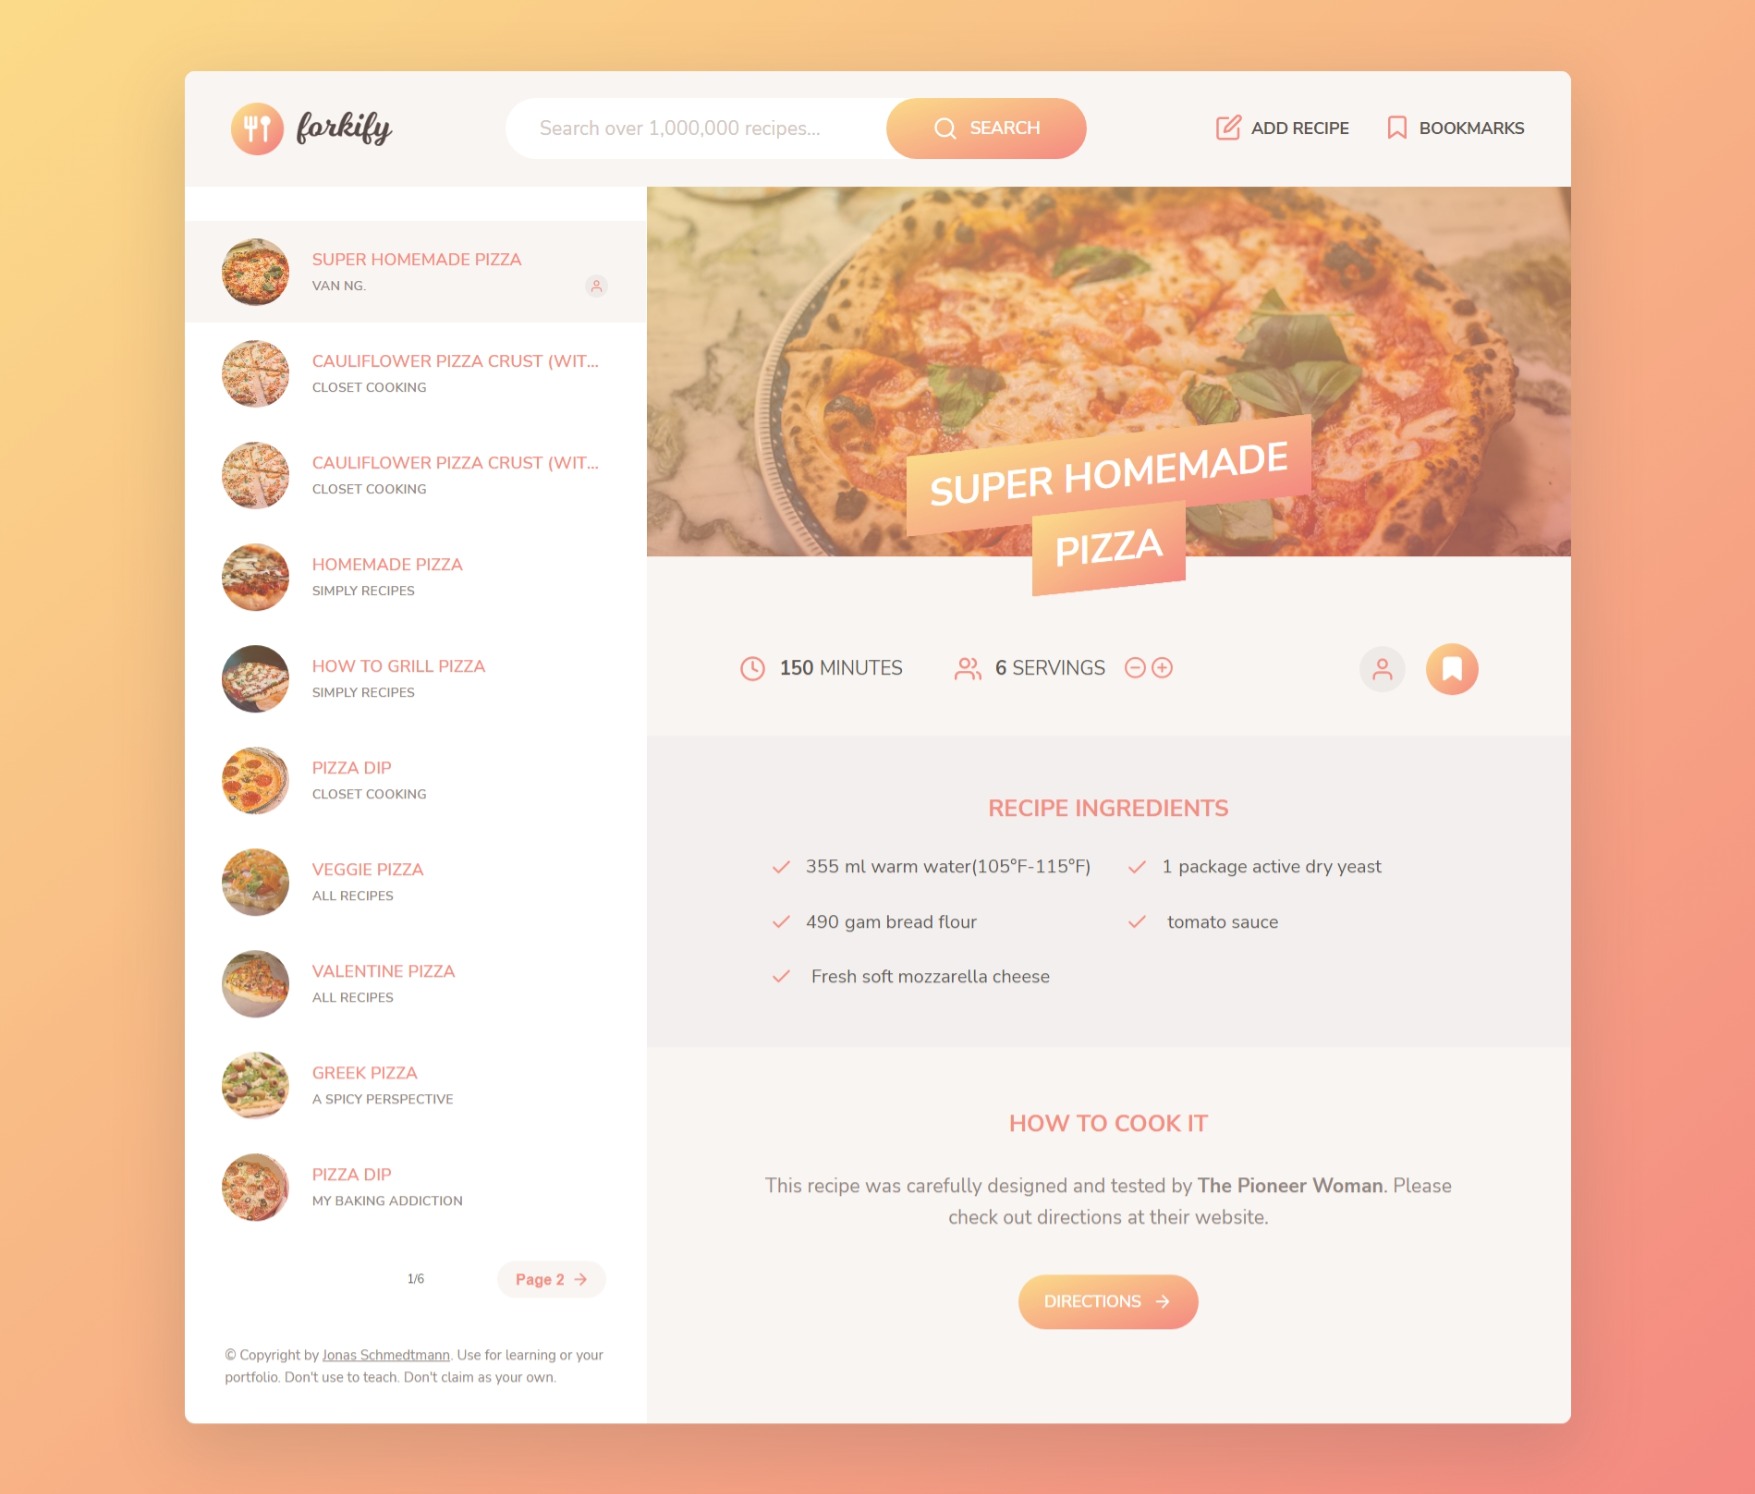 forkify
Search over 1,000,000 recipes...
SEARCH
ADD RECIPE
BOOKMARKS
SUPER HOMEMADE PIZZA
VAN NG.
CAULIFLOWER PIZZA CRUST (WIT...
CLOSET COOKING
CAULIFLOWER PIZZA CRUST (WIT...
CLOSET COOKING
HOMEMADE PIZZA
SIMPLY RECIPES
HOW TO GRILL PIZZA
SIMPLY RECIPES
PIZZA DIP
CLOSET COOKING
VEGGIE PIZZA
ALL RECIPES
VALENTINE PIZZA
ALL RECIPES
GREEK PIZZA
A SPICY PERSPECTIVE
PIZZA DIP
MY BAKING ADDICTION
1/6
Page 2
© Copyright by Jonas Schmedtmann. Use for learning or your
portfolio. Don't use to teach. Don't claim as your own.
SUPER HOMEMADE
PIZZA
150 MINUTES
6 SERVINGS
RECIPE INGREDIENTS
355 ml warm water(105°F-115°F)
1 package active dry yeast
490 gam bread flour
tomato sauce
Fresh soft mozzarella cheese
HOW TO COOK IT
This recipe was carefully designed and tested by The Pioneer Woman. Please
check out directions at their website.
DIRECTIONS